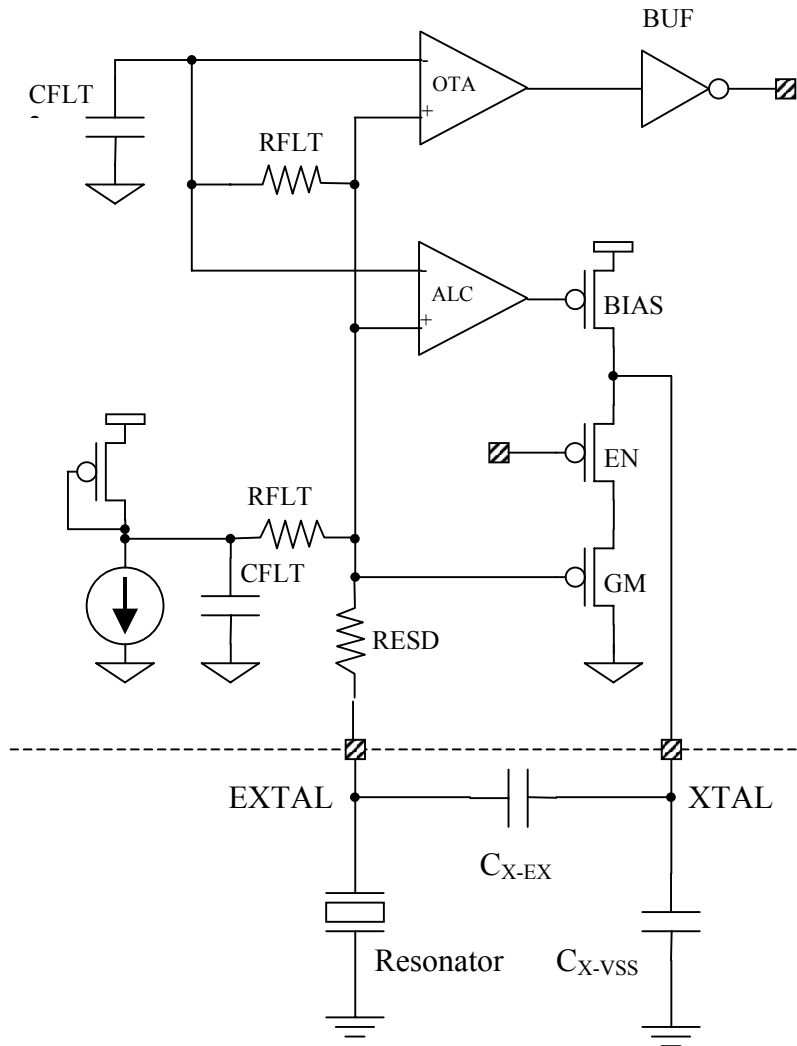 BUF
CFLT
-
OTA
+
RFLT
-
ALC
+
BIAS
EN
RFLT
CFLT
GM
RESD
EXTAL
XTAL
CX-EX
Resonator
CX-VSS